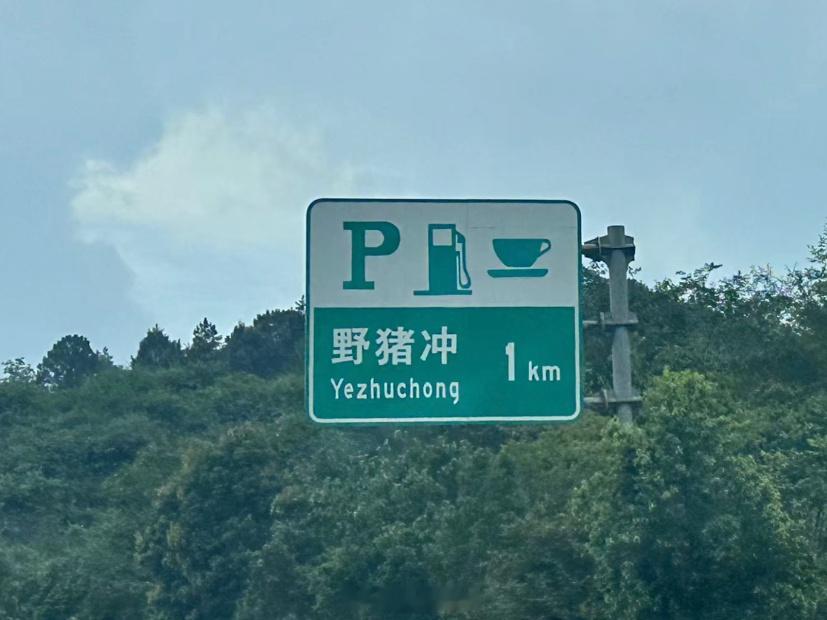 P
野猪冲
Yezhuchong
1 km